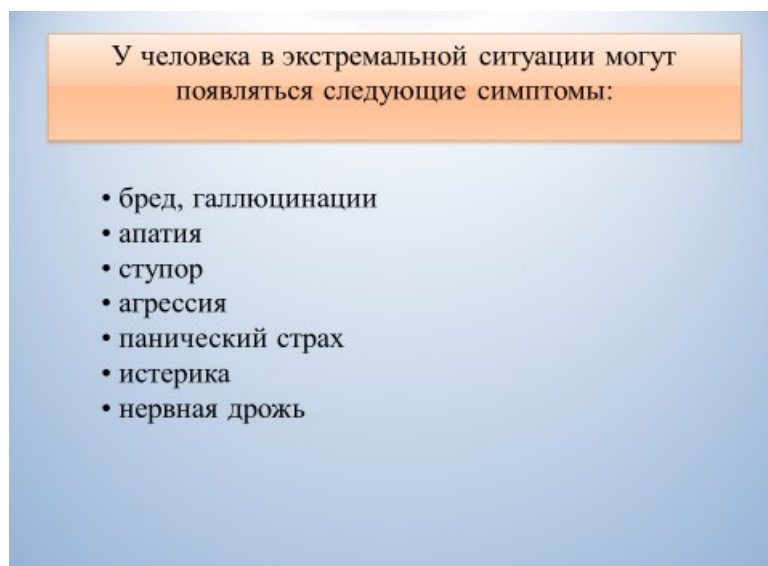 У человека в экстремальной ситуации могут
появляться следующие симптомы:
• бред, галлюцинации
• апатия
• ступор
• агрессия
• панический страх
• истерика
• нервная дрожь